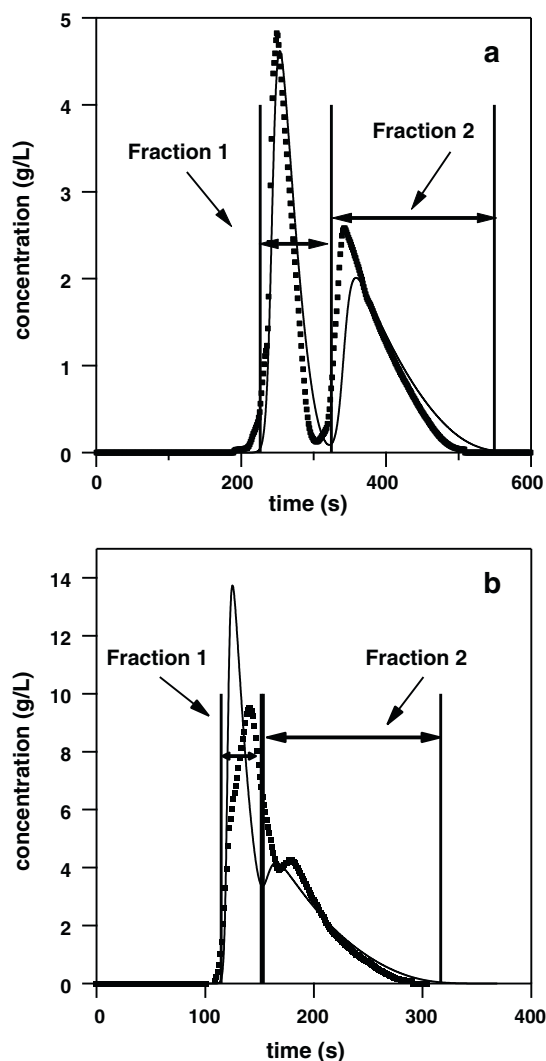 5
a
4
Fraction 1
Fraction 2
3
2
1
0
concentration (g/L)
0
200
400
600
time (s)
14
b
12
Fraction 1
Fraction 2
10
8
6
4
2
0
concentration (g/L)
0
100
200
300
400
time (s)